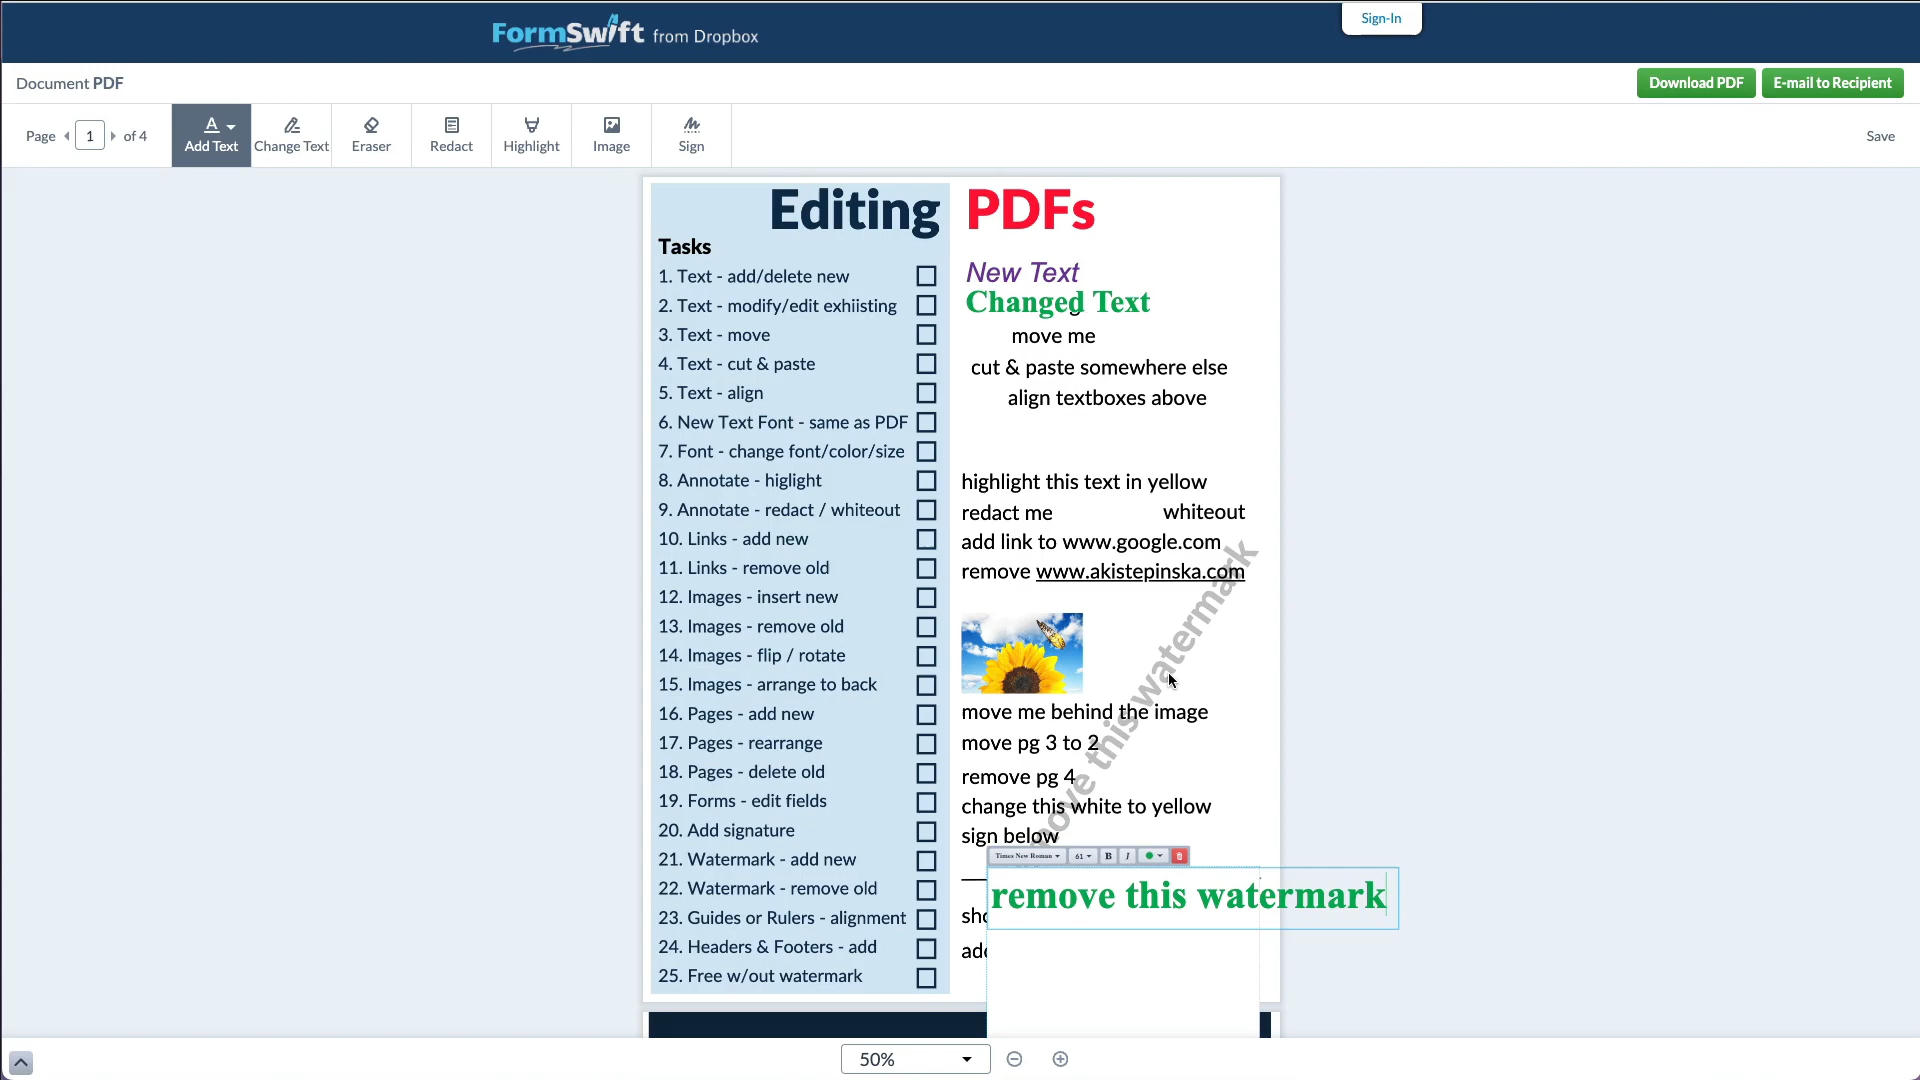 Sign-In
FormSwift from Dropbox
Document PDF
Download PDF
E-mail to Recipient
Page 1 of 4
A
Add Text
Change Text
Eraser
Redact
Highlight
Image
Sign
Save
Editing PDFs
Tasks
1. Text - add/delete new
2. Text - modify/edit exhiisting
3. Text - move
4. Text - cut & paste
5. Text - align
6. New Text Font - same as PDF
7. Font - change font/color/size
8. Annotate - higlight
9. Annotate - redact / whiteout
10. Links - add new
11. Links - remove old
12. Images - insert new
13. Images - remove old
14. Images - flip / rotate
15. Images - arrange to back
16. Pages - add new
17. Pages - rearrange
18. Pages - delete old
19. Forms - edit fields
20. Add signature
21. Watermark - add new
22. Watermark - remove old
23. Guides or Rulers - alignment
24. Headers & Footers - add
25. Free w/out watermark
New Text
Changed Text
move me
cut & paste somewhere else
align textboxes above
highlight this text in yellow
redact me whiteout
add link to www.google.com
remove www.akistepinska.com
move me behind the image
move pg 3 to 2
remove pg 4
change this white to yellow
sign below
this watermark
Times New Roman 61 B I
remove this watermark
50%